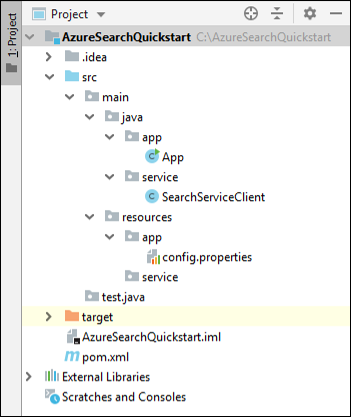 1: Project
Project
AzureSearchQuickstart C:\AzureSearchQuickstart
.idea
src
main
java
app
App
service
SearchServiceClient
resources
app
config.properties
service
test.java
target
AzureSearchQuickstart.iml
pom.xml
External Libraries
Scratches and Consoles